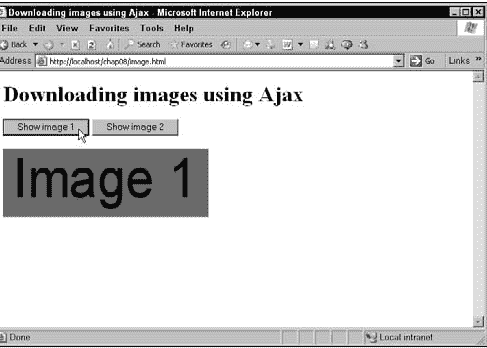 Downloading images using Ajax - Microsoft Internet Explorer
File Edit View Favorites Tools Help
Back Search Favorites
Address http://localhost/chap08/image.html Go Links »
Downloading images using Ajax
Show image 1 Show image 2
Image 1
Done Local intranet